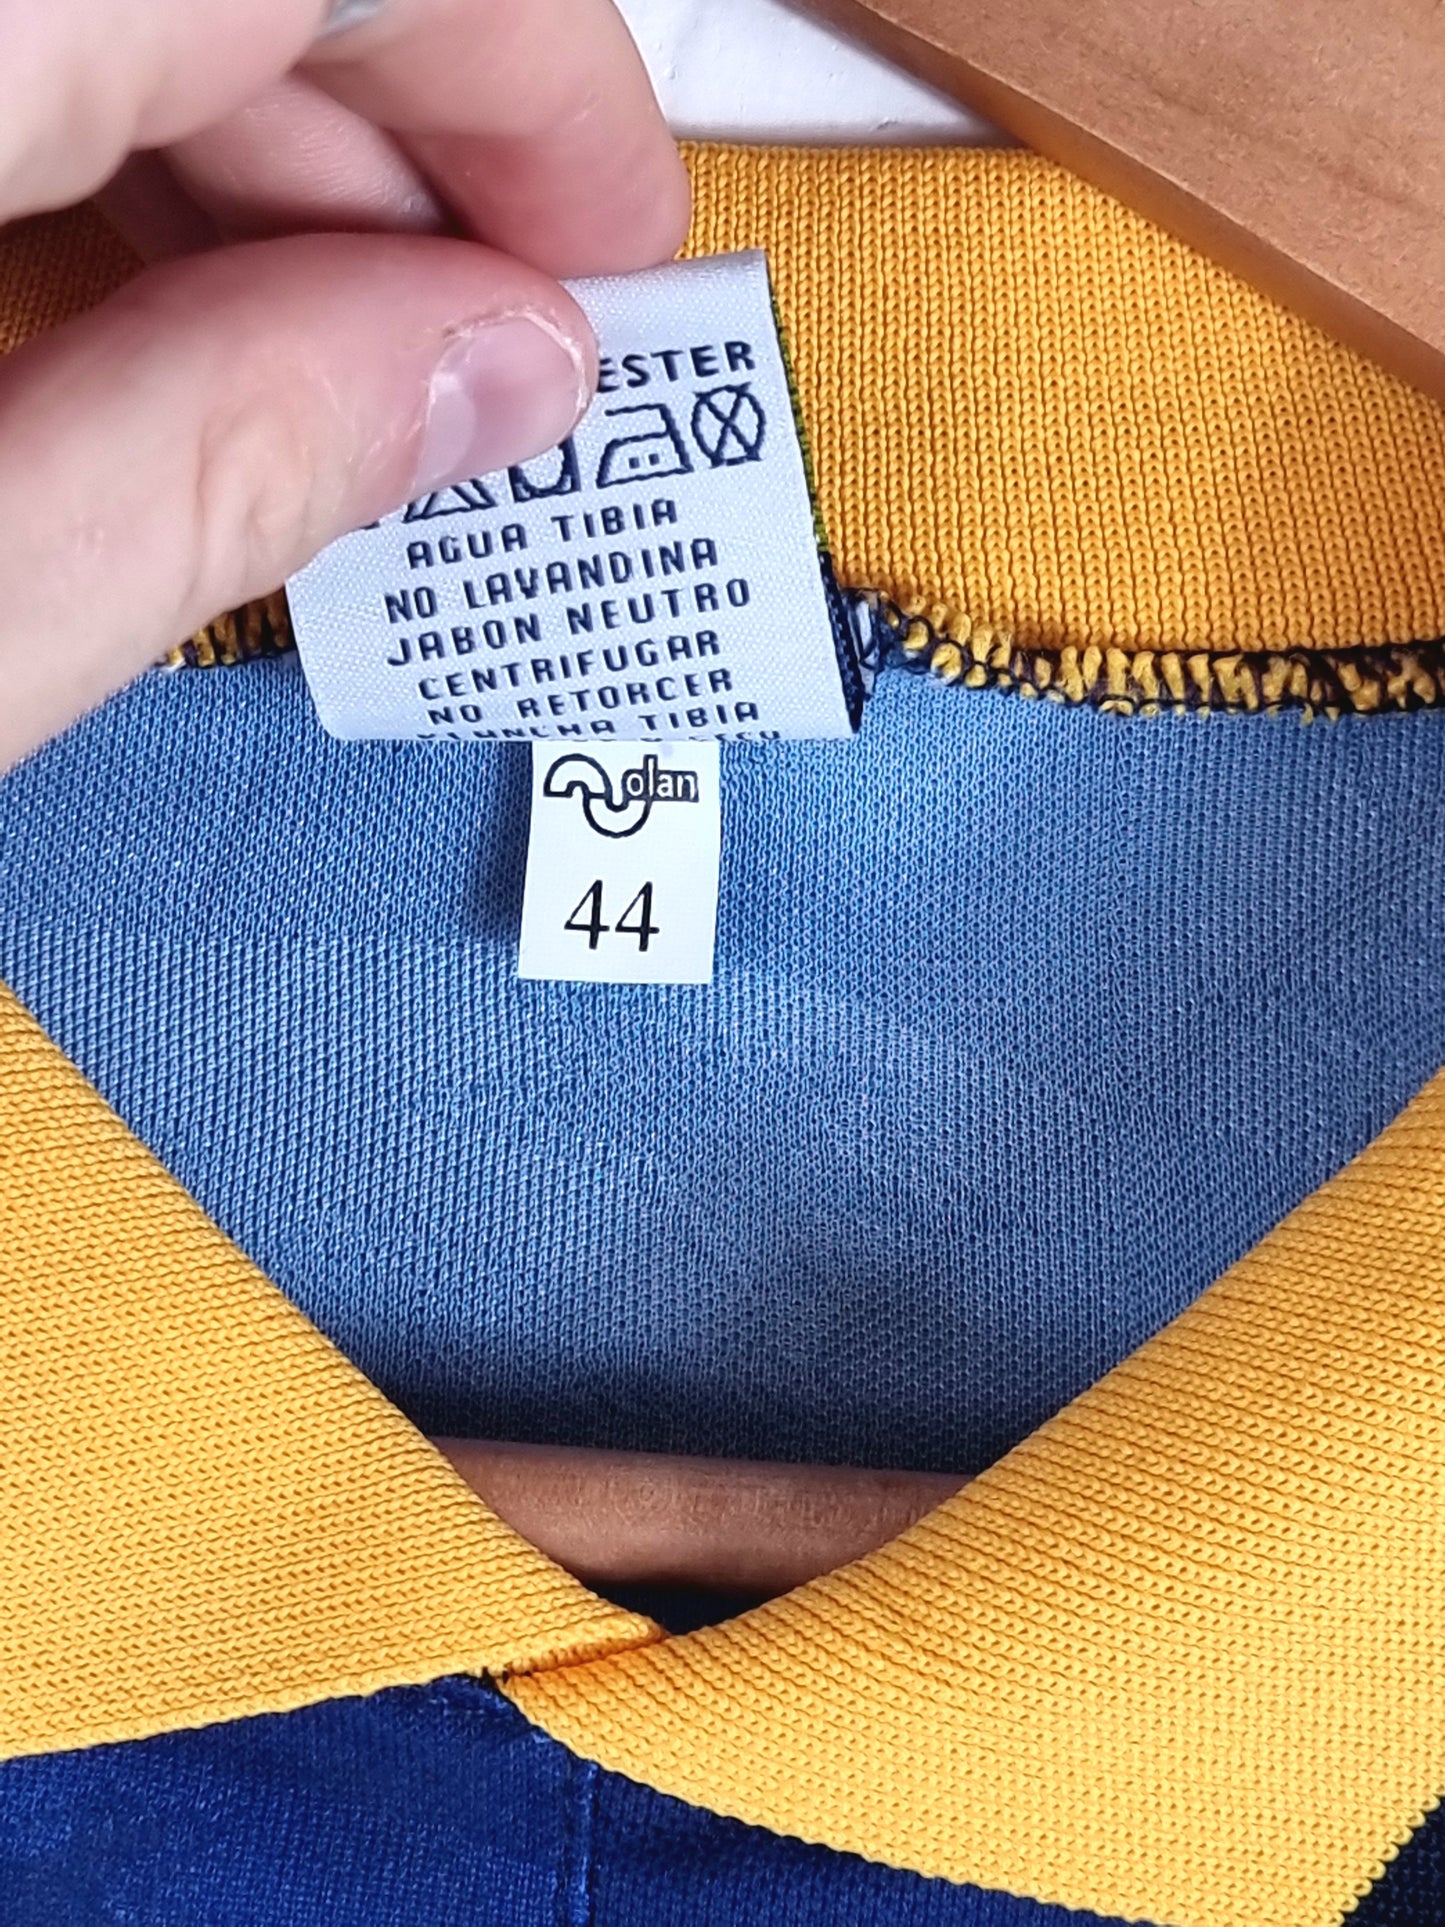 ESTER
AGUA TIBIA
NO LAVANDINA
JABON NEUTRO
CENTRIFUGAR
NO RETORCER
PLANCHA TIBIA
olan
44